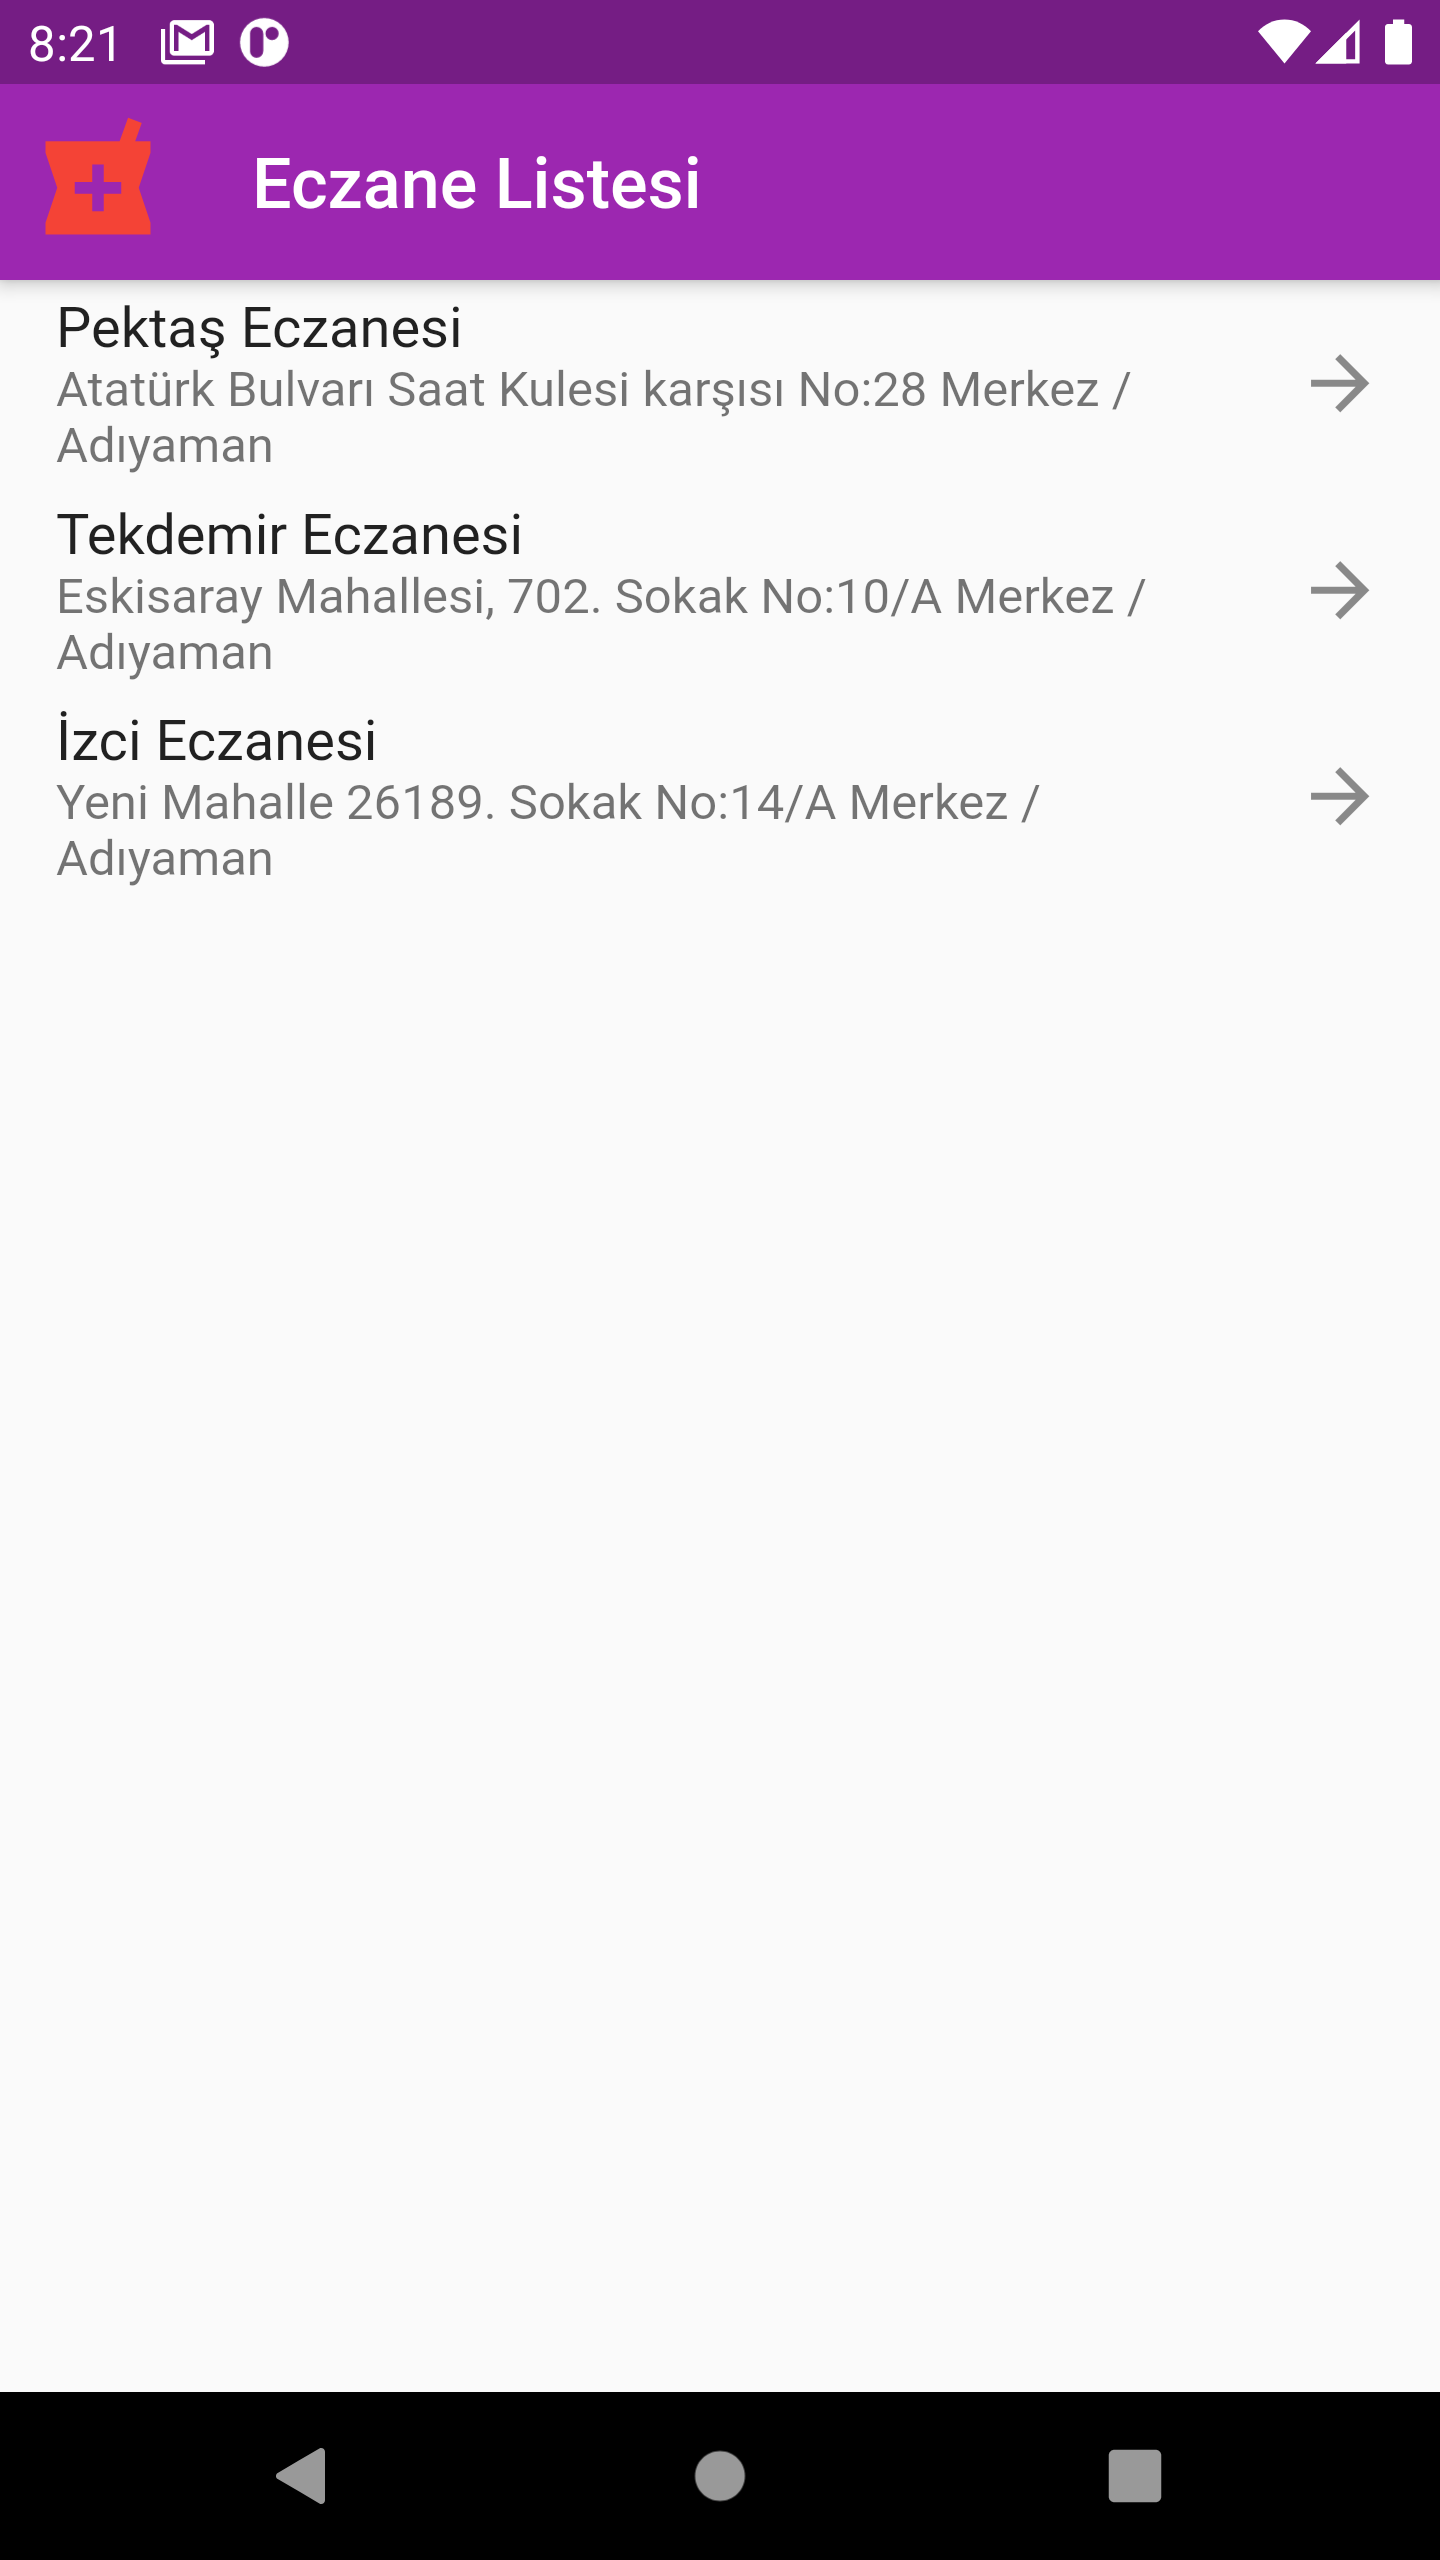 8:21
Eczane Listesi
Pektaş Eczanesi
Atatürk Bulvarı Saat Kulesi karşısı No:28 Merkez /
Adıyaman
Tekdemir Eczanesi
Eskisaray Mahallesi, 702. Sokak No:10/A Merkez /
Adıyaman
İzci Eczanesi
Yeni Mahalle 26189. Sokak No:14/A Merkez /
Adıyaman